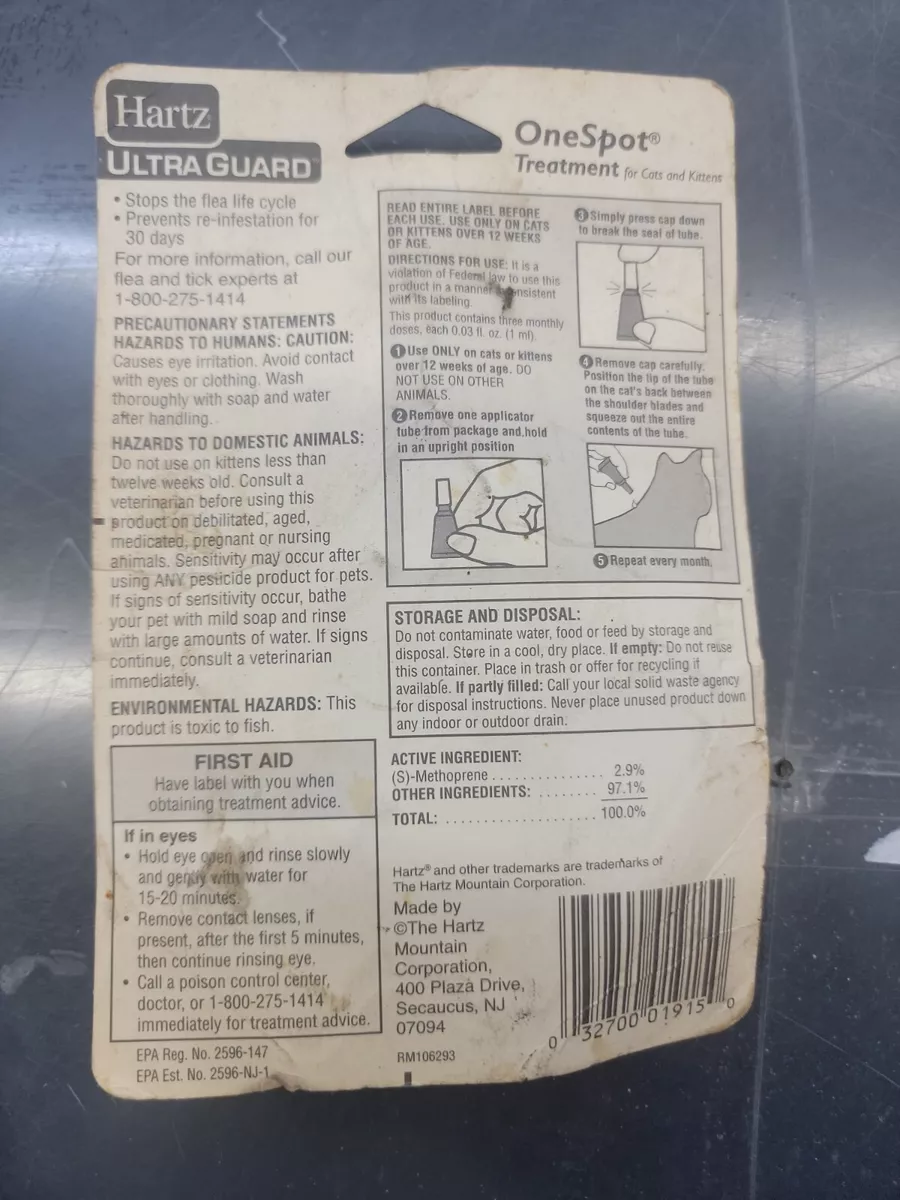 Hartz
ULTRAGUARD™
OneSpot®
Treatment for Cats and Kittens
• Stops the flea life cycle
• Prevents re-infestation for
30 days
For more information, call our
flea and tick experts at
1-800-275-1414
PRECAUTIONARY STATEMENTS
HAZARDS TO HUMANS: CAUTION:
Causes eye irritation. Avoid contact
with eyes or clothing. Wash
thoroughly with soap and water
after handling.
HAZARDS TO DOMESTIC ANIMALS:
Do not use on kittens less than
twelve weeks old. Consult a
veterinarian before using this
product on debilitated, aged,
medicated, pregnant or nursing
animals. Sensitivity may occur after
using ANY pesticide product for pets.
If signs of sensitivity occur, bathe
your pet with mild soap and rinse
with large amounts of water. If signs
continue, consult a veterinarian
immediately.
ENVIRONMENTAL HAZARDS: This
product is toxic to fish.
FIRST AID
Have label with you when
obtaining treatment advice.
If in eyes
• Hold eye open and rinse slowly
and gently with water for
15-20 minutes.
• Remove contact lenses, if
present, after the first 5 minutes,
then continue rinsing eye.
• Call a poison control center,
doctor, or 1-800-275-1414
immediately for treatment advice.
EPA Reg. No. 2596-147
EPA Est. No. 2596-NJ-1
READ ENTIRE LABEL BEFORE
EACH USE. USE ONLY ON CATS
OR KITTENS OVER 12 WEEKS
OF AGE.
DIRECTIONS FOR USE: It is a
violation of Federal law to use this
product in a manner inconsistent
with its labeling.
This product contains three monthly
doses, each 0.03 fl. oz. (1 ml).
1 Use ONLY on cats or kittens
over 12 weeks of age. DO
NOT USE ON OTHER
ANIMALS.
2 Remove one applicator
tube from package and hold
in an upright position
3 Simply press cap down
to break the seal of tube.
4 Remove cap carefully.
Position the tip of the tube
on the cat's back between
the shoulder blades and
squeeze out the entire
contents of the tube.
5 Repeat every month.
STORAGE AND DISPOSAL:
Do not contaminate water, food or feed by storage and
disposal. Store in a cool, dry place. If empty: Do not reuse
this container. Place in trash or offer for recycling if
available. If partly filled: Call your local solid waste agency
for disposal instructions. Never place unused product down
any indoor or outdoor drain.
ACTIVE INGREDIENT:
(S)-Methoprene . . . . . . . . . . . . . . . 2.9%
OTHER INGREDIENTS: . . . . . . . . 97.1%
TOTAL: . . . . . . . . . . . . . . . . . . . . 100.0%
Hartz® and other trademarks are trademarks of
The Hartz Mountain Corporation.
Made by
©The Hartz
Mountain
Corporation,
400 Plaza Drive,
Secaucus, NJ
07094
RM106293
0 32700 01915 0